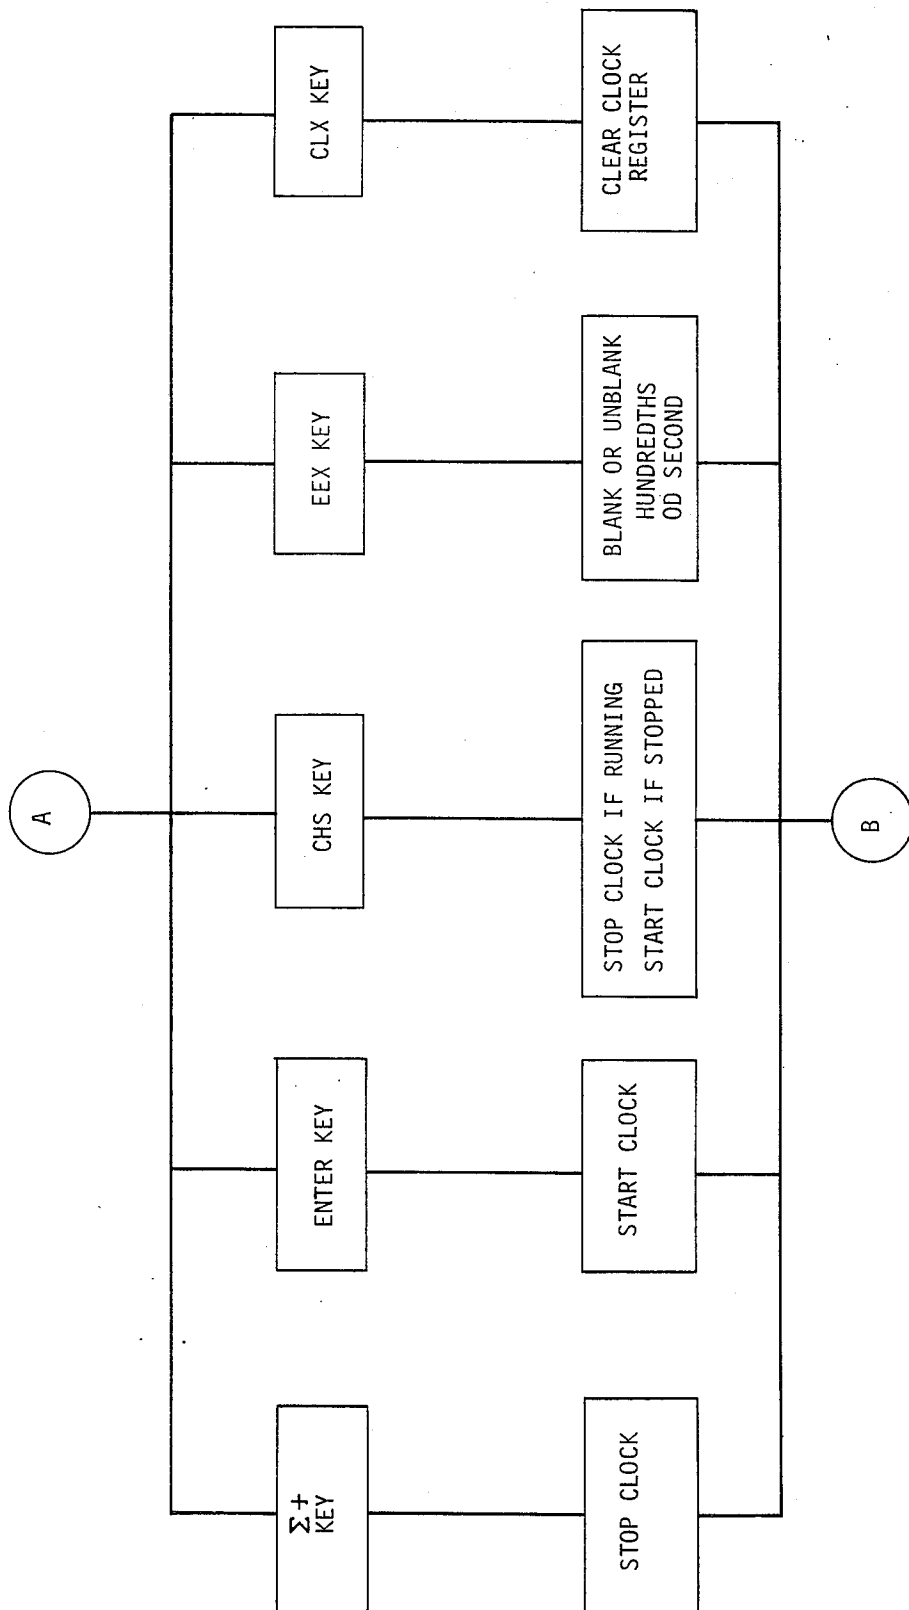 A
Σ+
KEY
ENTER KEY
CHS KEY
EEX KEY
CLX KEY
STOP CLOCK
START CLOCK
STOP CLOCK IF RUNNING
START CLOCK IF STOPPED
BLANK OR UNBLANK
HUNDREDTHS
OD SECOND
CLEAR CLOCK
REGISTER
B